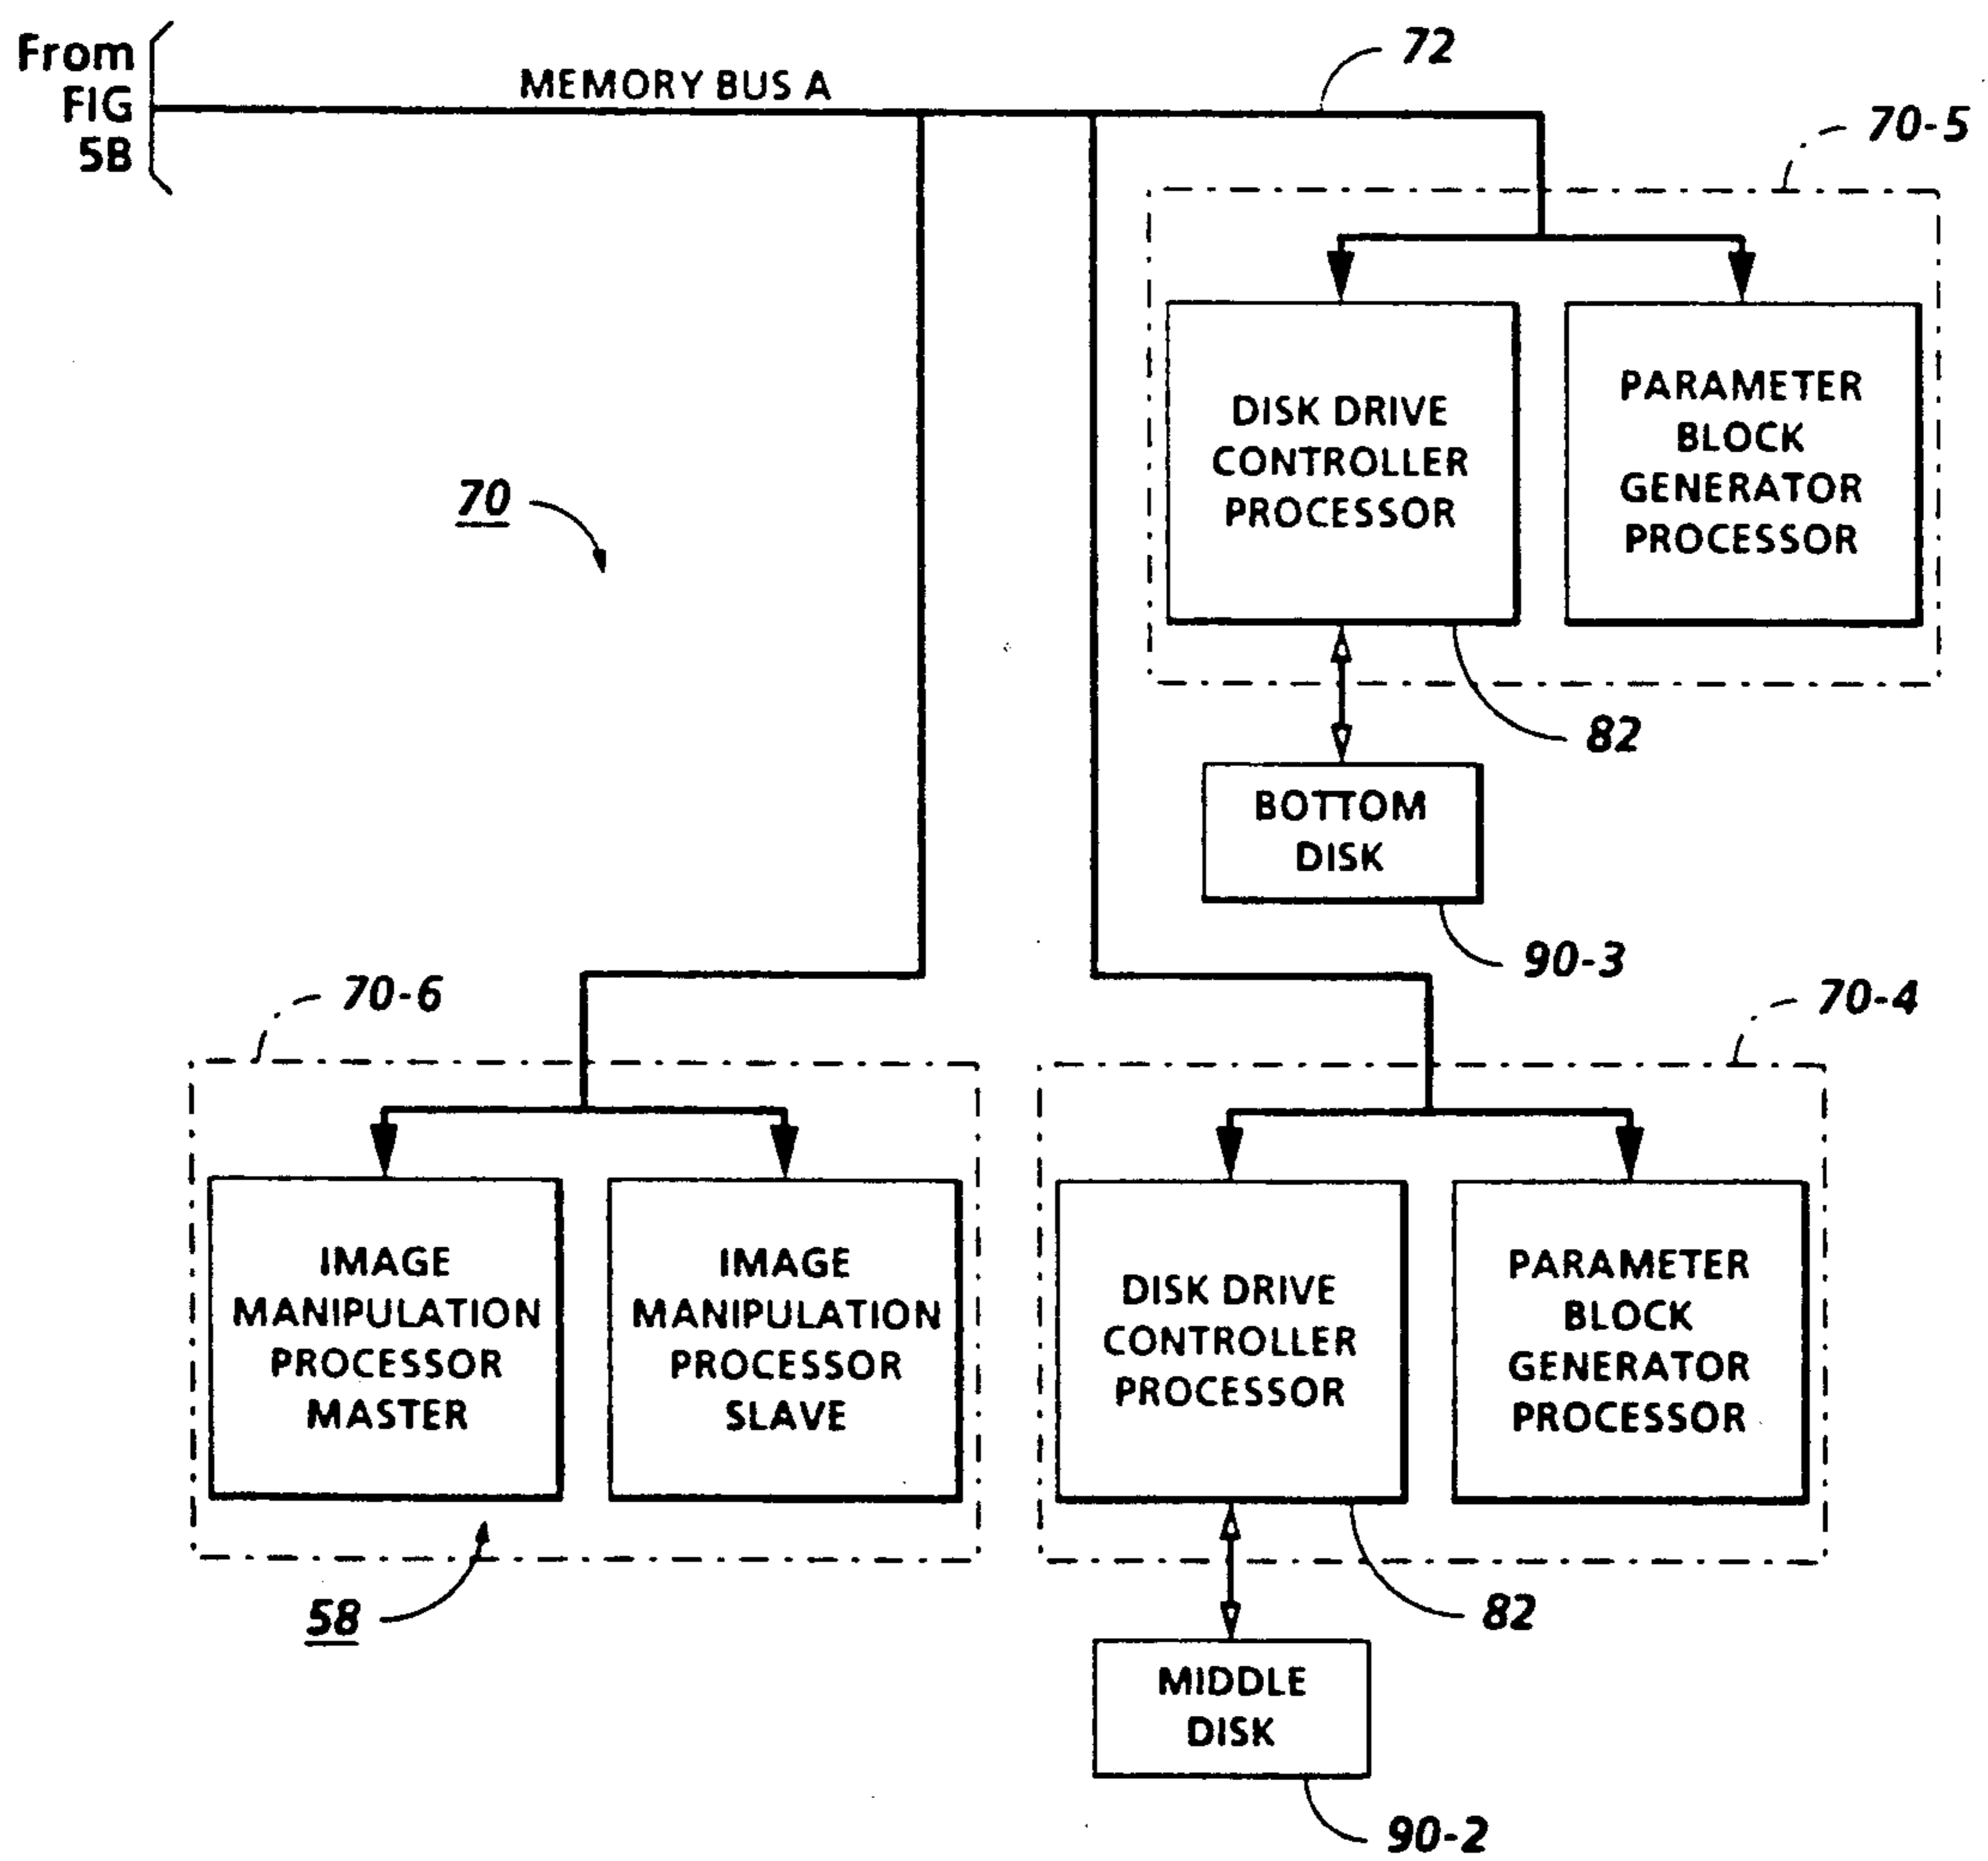 From
FIG
5B
MEMORY BUS A
72
70-5
DISK DRIVE
CONTROLLER
PROCESSOR
PARAMETER
BLOCK
GENERATOR
PROCESSOR
70
82
BOTTOM
DISK
90-3
70-6
70-4
IMAGE
MANIPULATION
PROCESSOR
MASTER
IMAGE
MANIPULATION
PROCESSOR
SLAVE
DISK DRIVE
CONTROLLER
PROCESSOR
PARAMETER
BLOCK
GENERATOR
PROCESSOR
58
82
MIDDLE
DISK
90-2